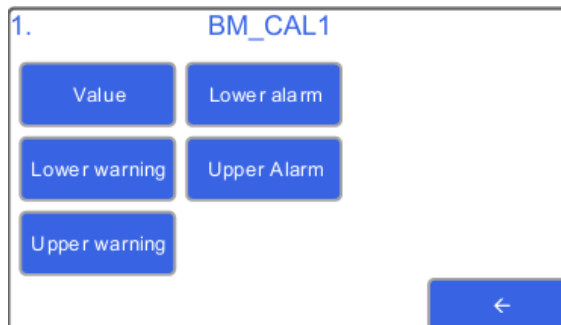 1. BM_CAL1
Value
Lower alarm
Lower warning
Upper Alarm
Upper warning
←